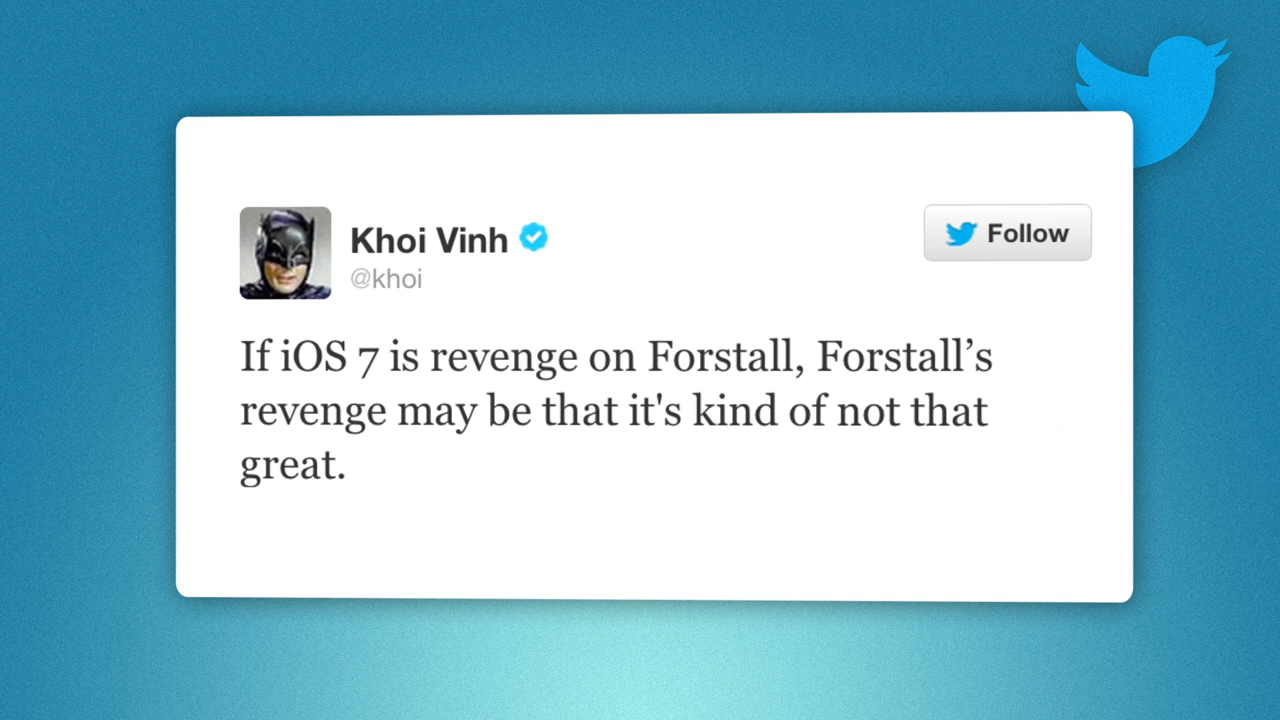 Khoi Vinh
@khoi
Follow
If iOS 7 is revenge on Forstall, Forstall’s
revenge may be that it's kind of not that
great.